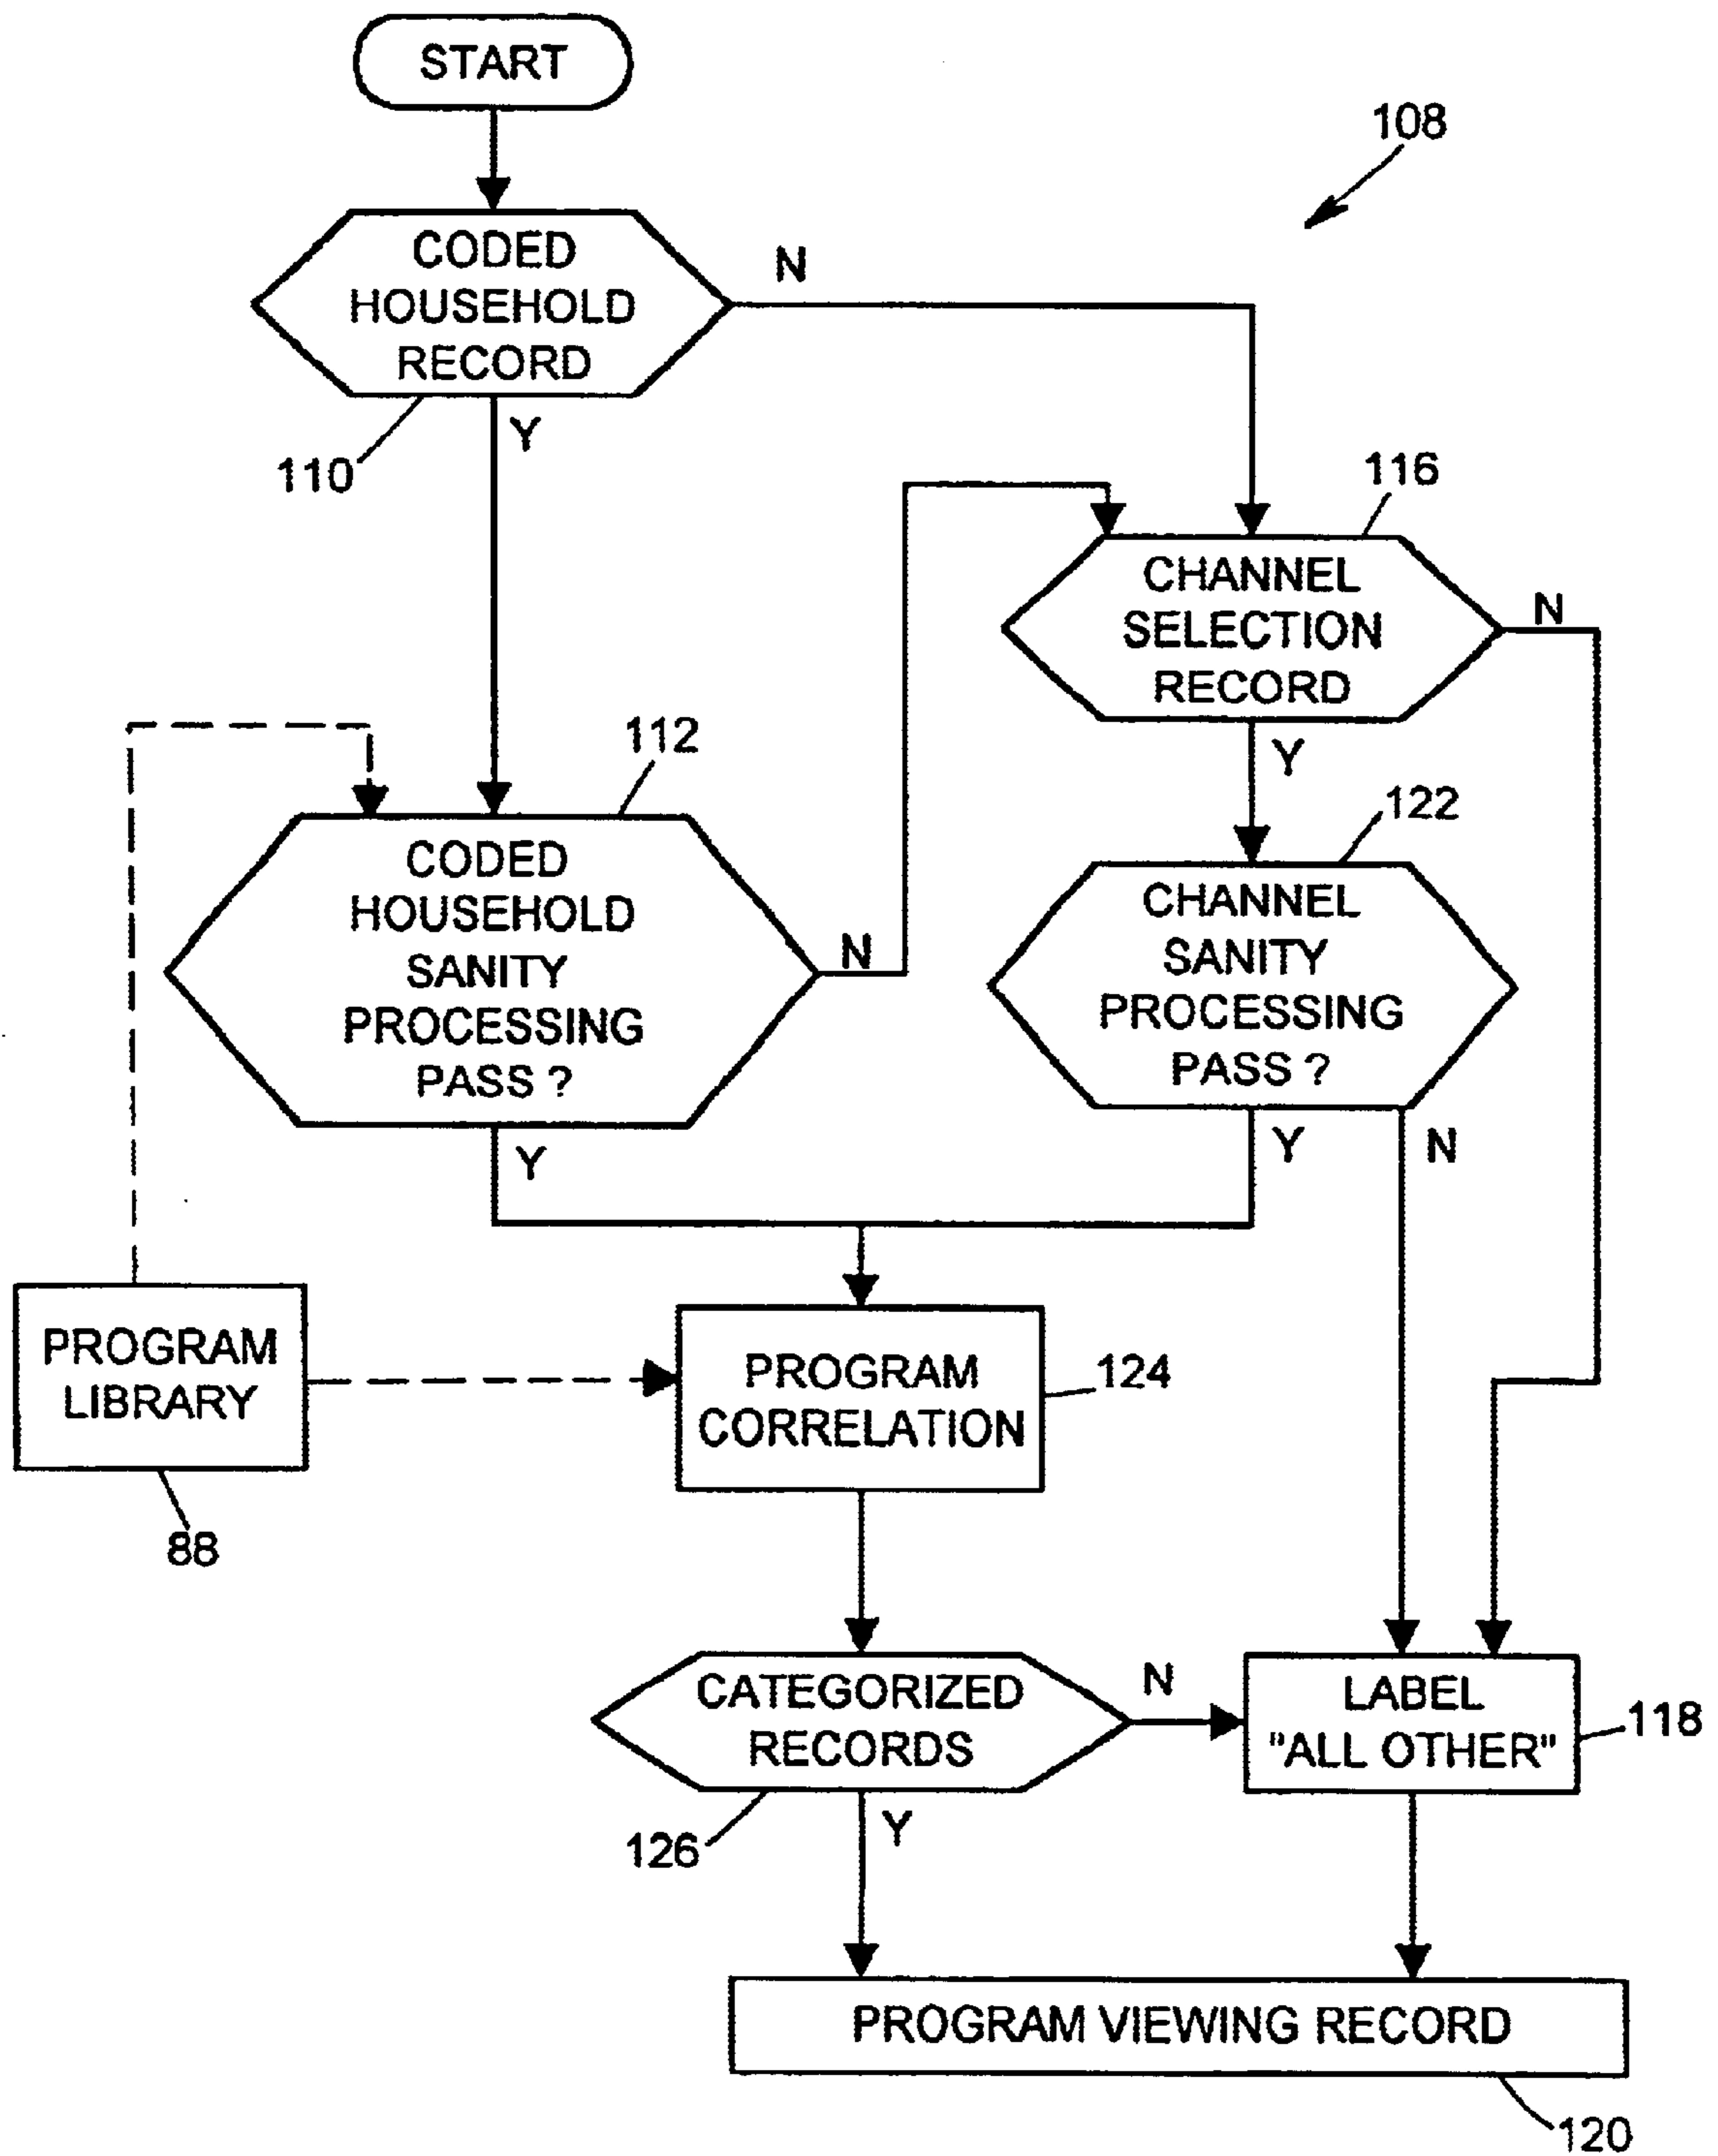 START
108
CODED
HOUSEHOLD
RECORD
N
110
Y
116
CHANNEL
SELECTION
RECORD
N
Y
112
CODED
HOUSEHOLD
SANITY
PROCESSING
PASS ?
N
Y
122
CHANNEL
SANITY
PROCESSING
PASS ?
Y
N
PROGRAM
LIBRARY
88
PROGRAM
CORRELATION
124
CATEGORIZED
RECORDS
N
126
Y
LABEL
"ALL OTHER"
118
PROGRAM VIEWING RECORD
120